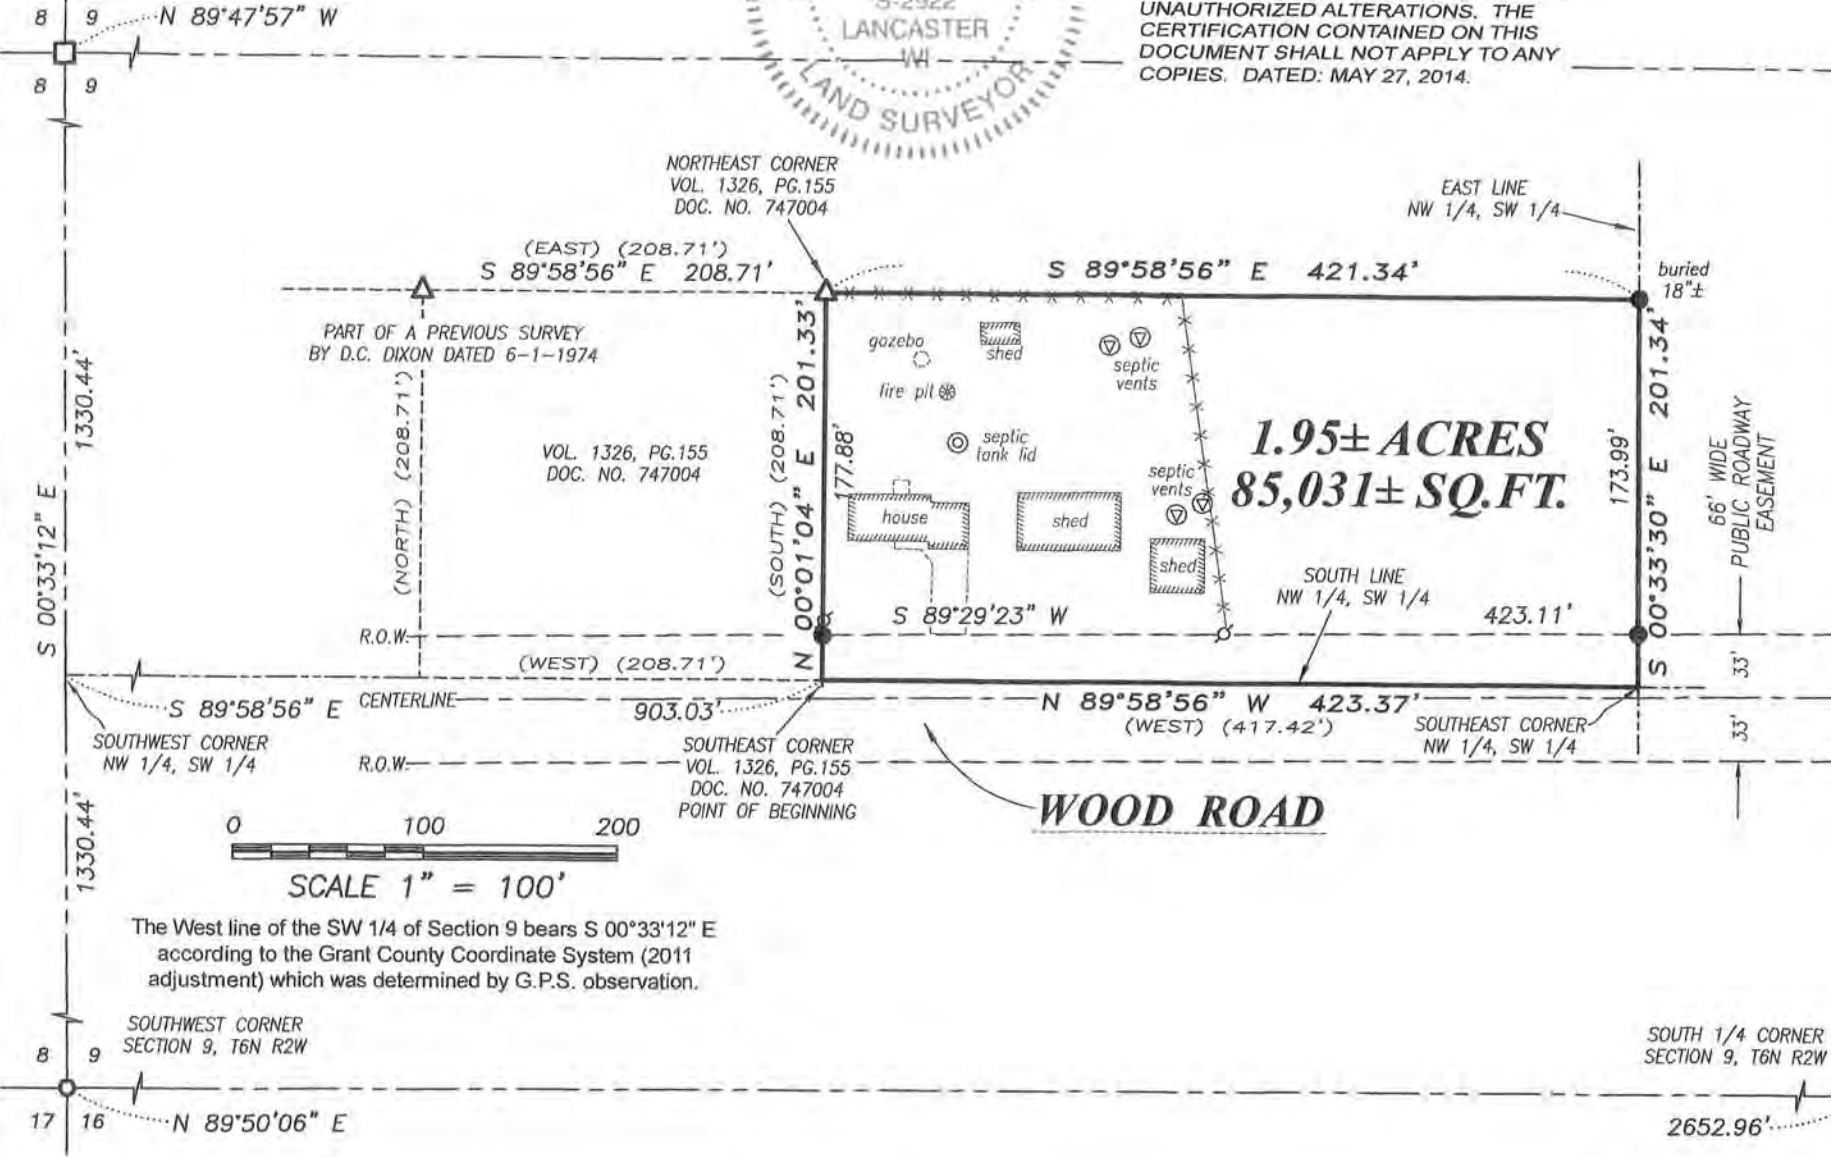 8 9 N 89°47'57" W
8 9
LANCASTER
WI
LAND SURVEYOR
UNAUTHORIZED ALTERATIONS. THE
CERTIFICATION CONTAINED ON THIS
DOCUMENT SHALL NOT APPLY TO ANY
COPIES. DATED: MAY 27, 2014.
NORTHEAST CORNER
VOL. 1326, PG.155
DOC. NO. 747004
EAST LINE
NW 1/4, SW 1/4
(EAST) (208.71')
S 89°58'56" E 208.71'
S 89°58'56" E 421.34'
buried
18"±
PART OF A PREVIOUS SURVEY
BY D.C. DIXON DATED 6-1-1974
1330.44'
S 00°33'12" E
(NORTH) (208.71')
VOL. 1326, PG.155
DOC. NO. 747004
(SOUTH) (208.71')
N 00°01'04" E 201.33'
177.88'
gazebo
shed
fire pit
septic
vents
septic
tank lid
septic
vents
house
shed
shed
1.95± ACRES
85,031± SQ.FT.
173.99'
S 00°33'30" E 201.34'
66' WIDE
PUBLIC ROADWAY
EASEMENT
SOUTH LINE
NW 1/4, SW 1/4
S 89°29'23" W
423.11'
R.O.W.
(WEST) (208.71')
33'
S 89°58'56" E
CENTERLINE
903.03'
N 89°58'56" W 423.37'
(WEST) (417.42')
SOUTHEAST CORNER
NW 1/4, SW 1/4
33'
SOUTHWEST CORNER
NW 1/4, SW 1/4
R.O.W.
SOUTHEAST CORNER
VOL. 1326, PG.155
DOC. NO. 747004
POINT OF BEGINNING
WOOD ROAD
1330.44'
0 100 200
SCALE 1" = 100'
The West line of the SW 1/4 of Section 9 bears S 00°33'12" E
according to the Grant County Coordinate System (2011
adjustment) which was determined by G.P.S. observation.
SOUTHWEST CORNER
SECTION 9, T6N R2W
8 9
17 16
N 89°50'06" E
SOUTH 1/4 CORNER
SECTION 9, T6N R2W
2652.96'